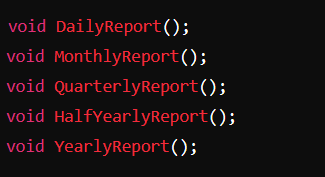 void DailyReport();
void MonthlyReport();
void QuarterlyReport();
void HalfYearlyReport();
void YearlyReport();